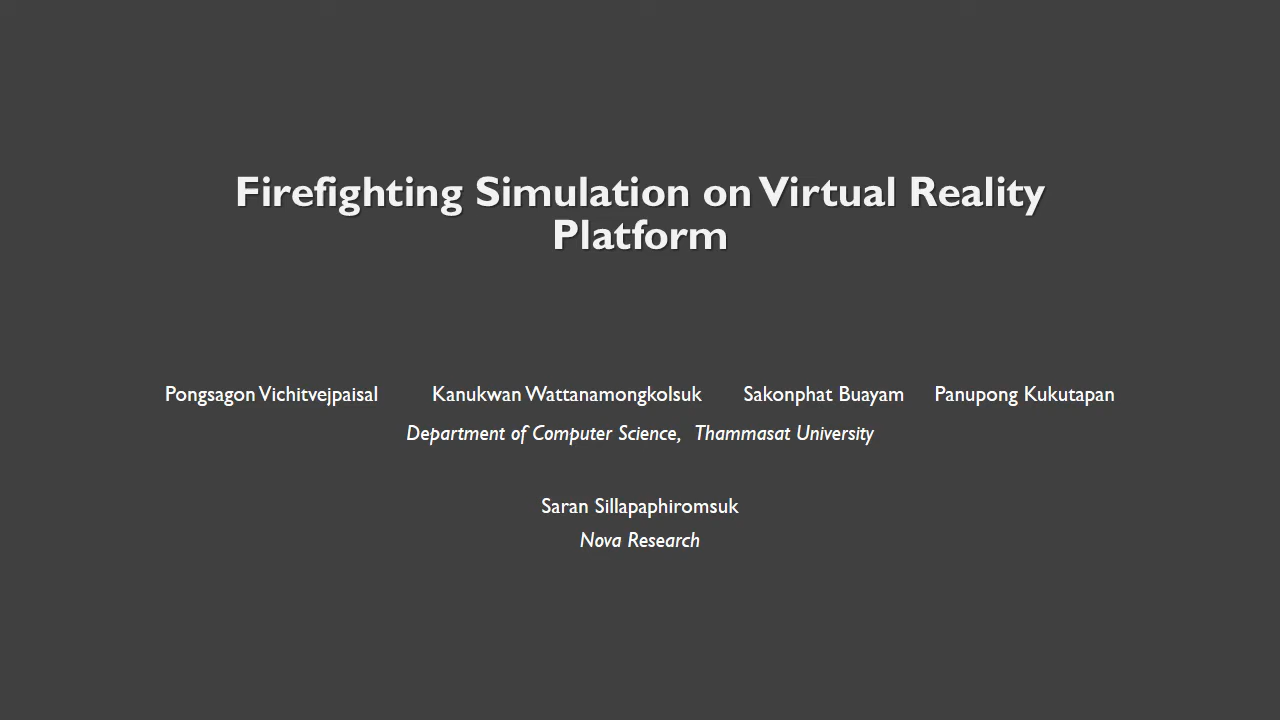 Firefighting Simulation on Virtual Reality
Platform
Pongsagon Vichitvejpaisal Kanukwan Wattanamongkolsuk Sakonphat Buayam Panupong Kukutapan
Department of Computer Science, Thammasat University
Saran Sillapaphiromsuk
Nova Research